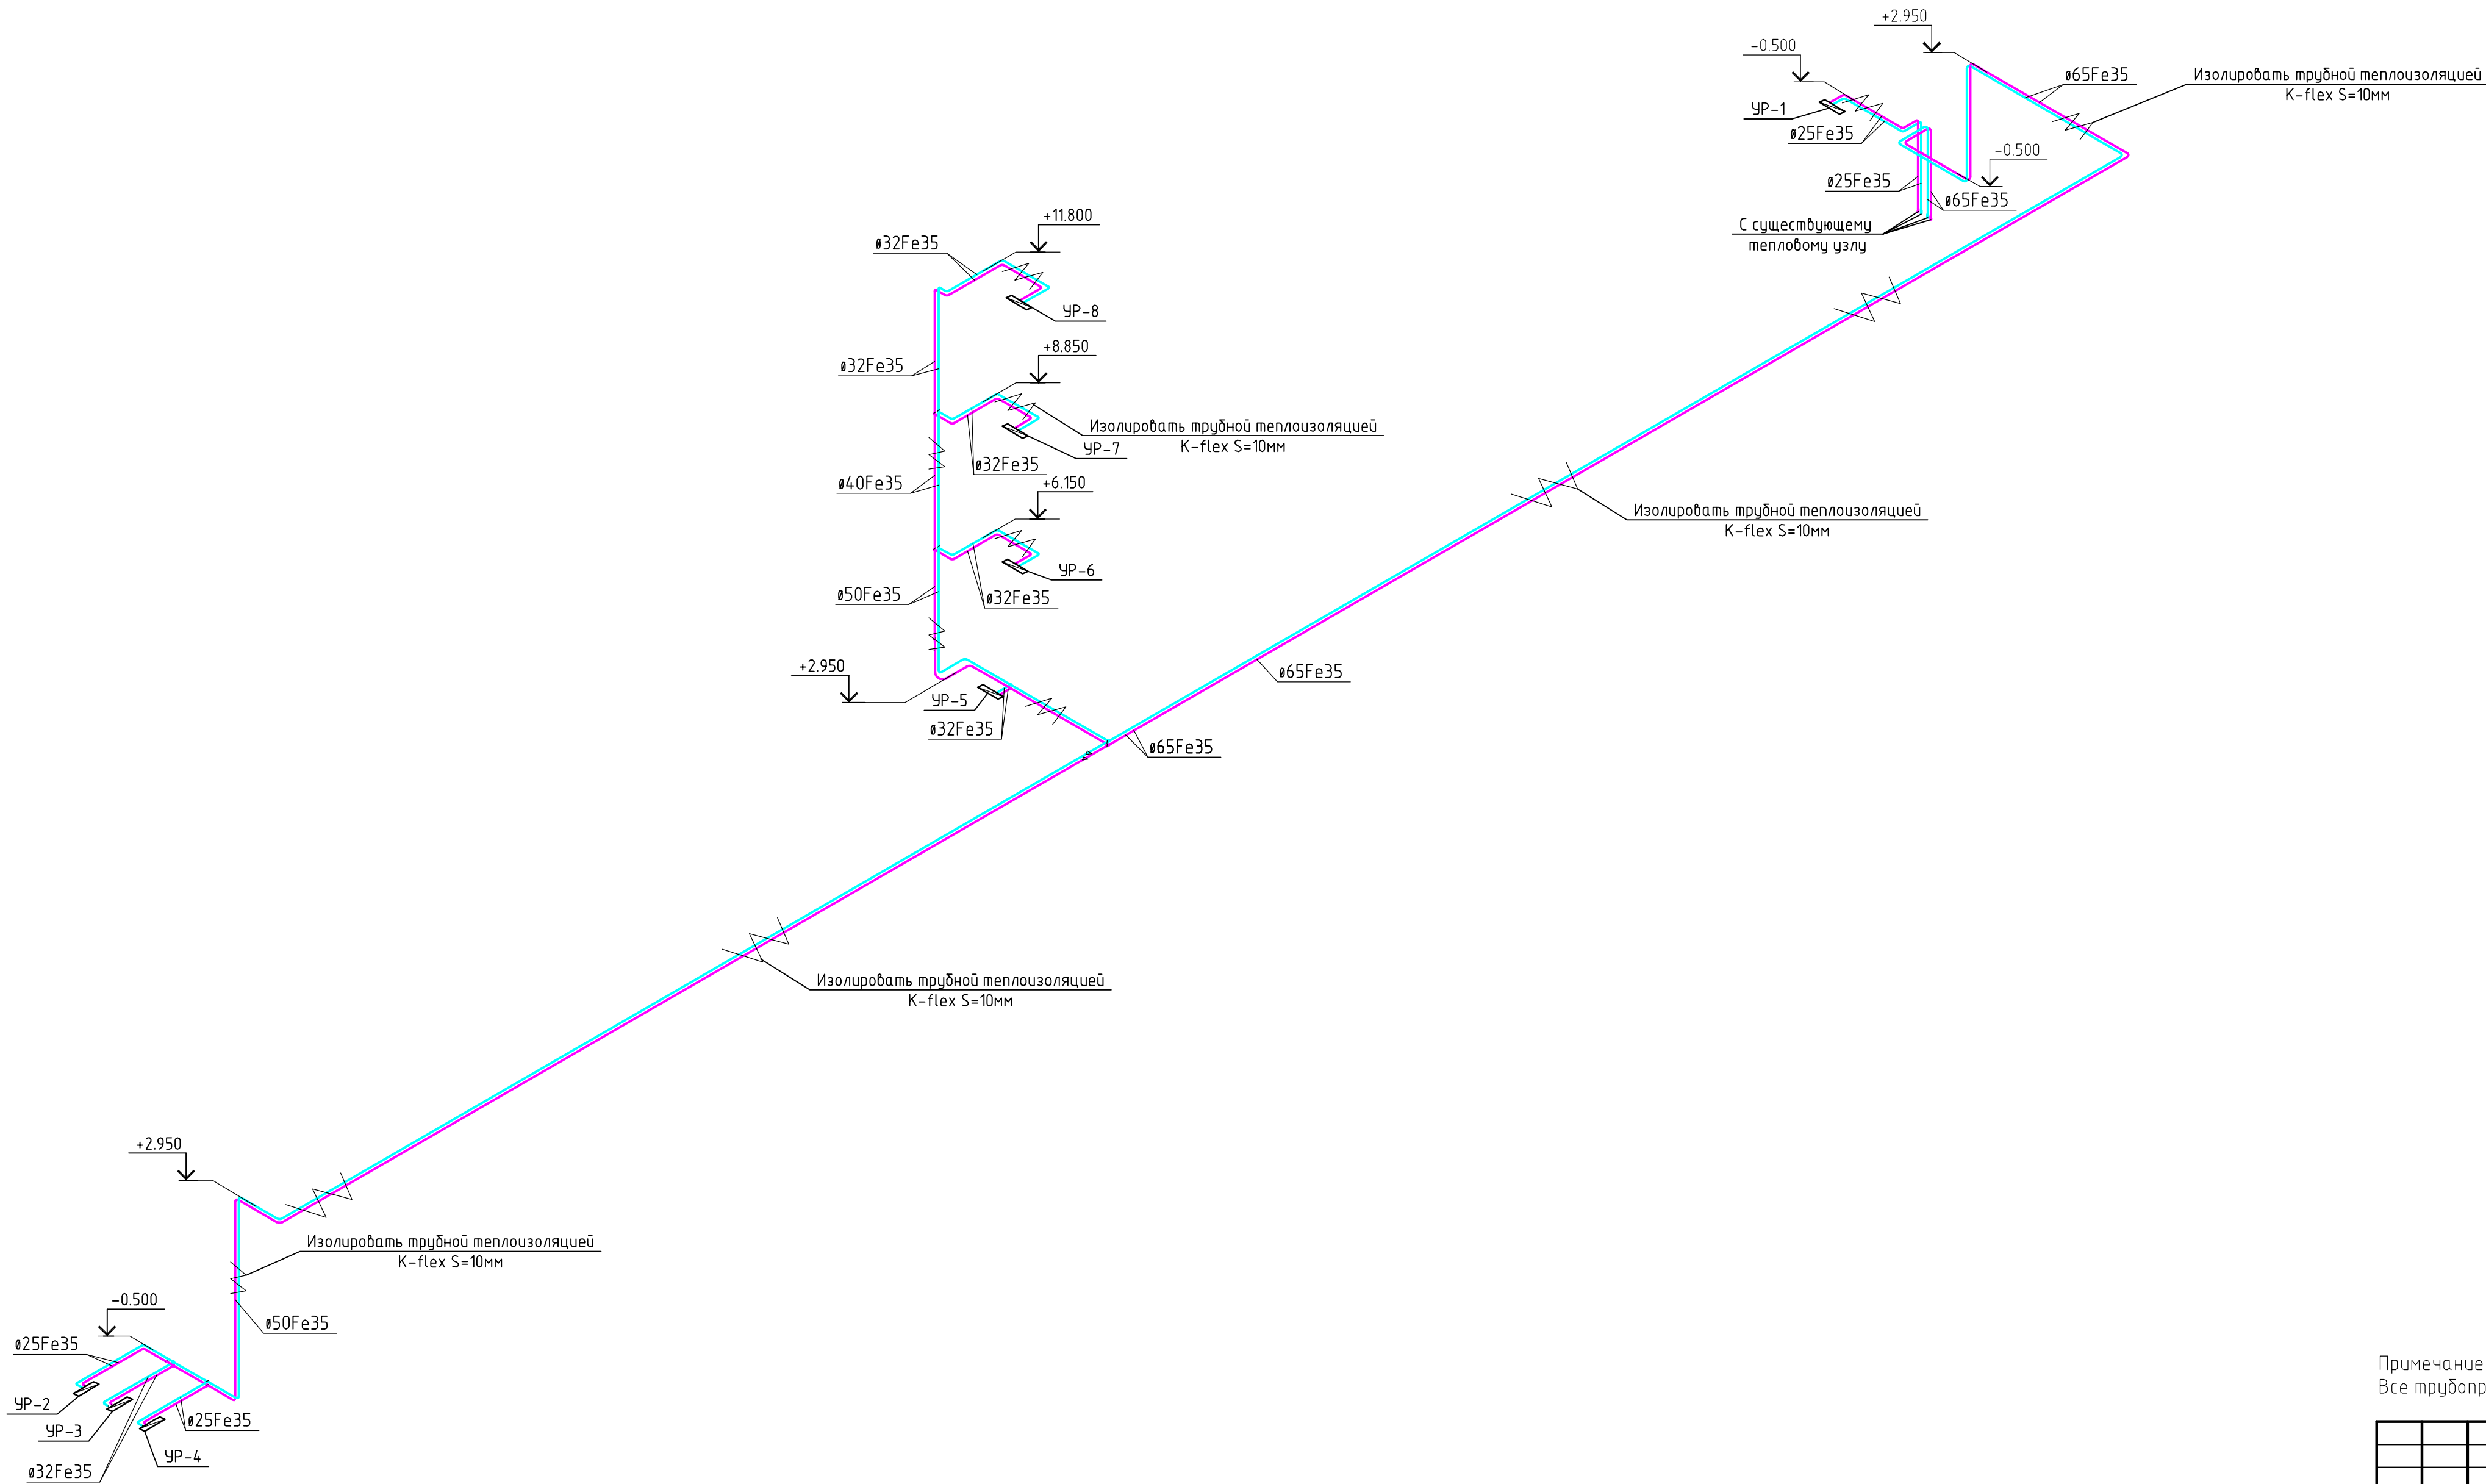 +2.950
-0.500
ø65Fe35
Изолировать трубной теплоизоляцией
K-flex S=10мм
УР-1
ø25Fe35
-0.500
ø25Fe35
ø65Fe35
С существующему
тепловому узлу
+11.800
ø32Fe35
УР-8
+8.850
ø32Fe35
Изолировать трубной теплоизоляцией
K-flex S=10мм
УР-7
ø32Fe35
ø40Fe35
+6.150
УР-6
ø50Fe35
ø32Fe35
Изолировать трубной теплоизоляцией
K-flex S=10мм
+2.950
УР-5
ø32Fe35
ø65Fe35
ø65Fe35
Изолировать трубной теплоизоляцией
K-flex S=10мм
+2.950
Изолировать трубной теплоизоляцией
K-flex S=10мм
-0.500
ø50Fe35
ø25Fe35
УР-2
УР-3
ø25Fe35
УР-4
ø32Fe35
Примечание
Все трубопр